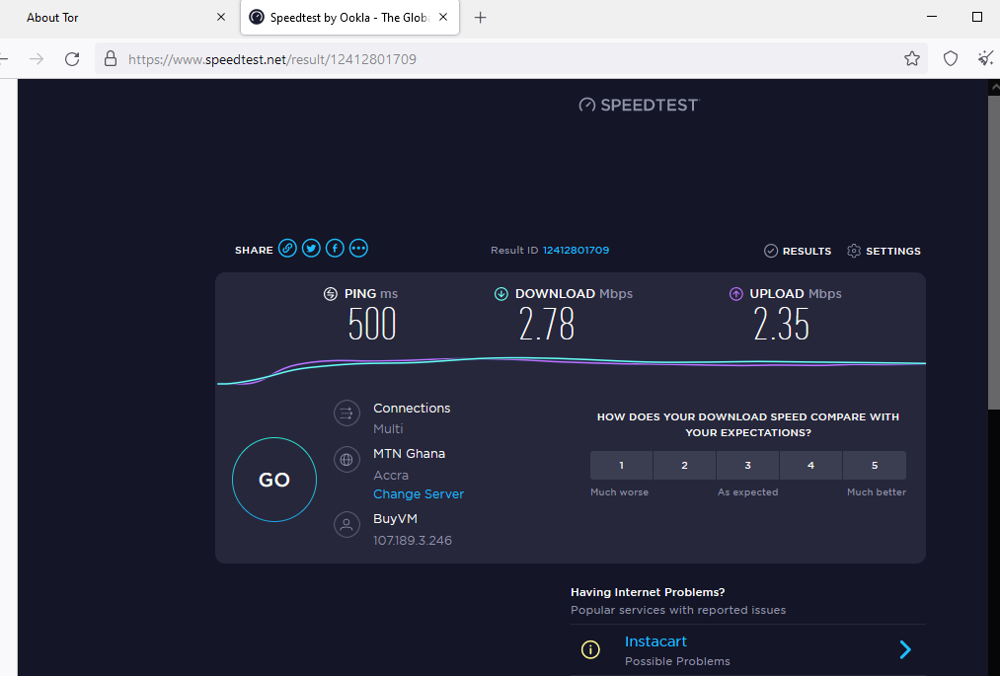 About Tor
Speedtest by Ookla - The Globa
https://www.speedtest.net/result/12412801709
SPEEDTEST
SHARE
Result ID 12412801709
RESULTS
SETTINGS
PING ms
500
DOWNLOAD Mbps
2.78
UPLOAD Mbps
2.35
GO
Connections
Multi
MTN Ghana
Accra
Change Server
BuyVM
107.189.3.246
HOW DOES YOUR DOWNLOAD SPEED COMPARE WITH
YOUR EXPECTATIONS?
1 2 3 4 5
Much worse As expected Much better
Having Internet Problems?
Popular services with reported issues
Instacart
Possible Problems